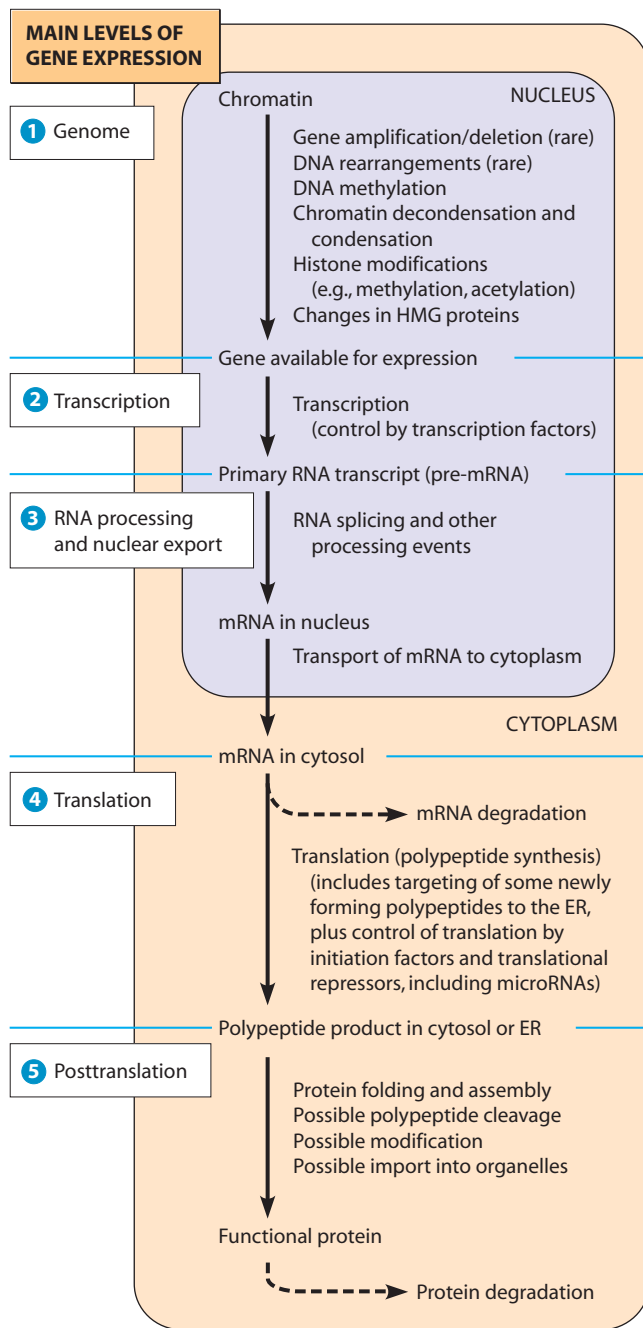 MAIN LEVELS OF
GENE EXPRESSION
NUCLEUS
Chromatin
1 Genome
Gene amplification/deletion (rare)
DNA rearrangements (rare)
DNA methylation
Chromatin decondensation and
condensation
Histone modifications
(e.g., methylation, acetylation)
Changes in HMG proteins
Gene available for expression
2 Transcription
Transcription
(control by transcription factors)
Primary RNA transcript (pre-mRNA)
3 RNA processing
and nuclear export
RNA splicing and other
processing events
mRNA in nucleus
Transport of mRNA to cytoplasm
CYTOPLASM
mRNA in cytosol
4 Translation
mRNA degradation
Translation (polypeptide synthesis)
(includes targeting of some newly
forming polypeptides to the ER,
plus control of translation by
initiation factors and translational
repressors, including microRNAs)
Polypeptide product in cytosol or ER
5 Posttranslation
Protein folding and assembly
Possible polypeptide cleavage
Possible modification
Possible import into organelles
Functional protein
Protein degradation